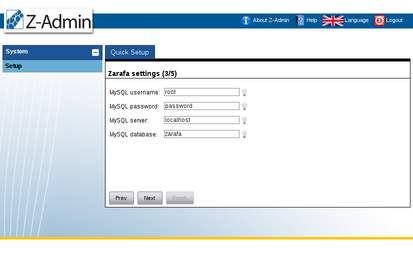 Z-Admin
About Z-Admin Help Language Logout
System
Setup
Quick Setup
Zarafa settings (3/5)
MySQL username: root
MySQL password: password
MySQL server: localhost
MySQL database: zarafa
Prev Next Finish